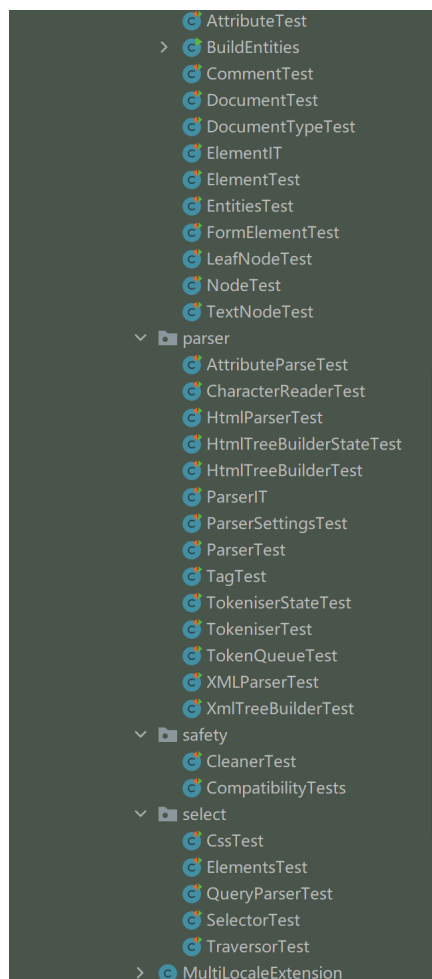 AttributeTest
BuildEntities
CommentTest
DocumentTest
DocumentTypeTest
ElementIT
ElementTest
EntitiesTest
FormElementTest
LeafNodeTest
NodeTest
TextNodeTest
parser
AttributeParseTest
CharacterReaderTest
HtmlParserTest
HtmlTreeBuilderStateTest
HtmlTreeBuilderTest
ParserIT
ParserSettingsTest
ParserTest
TagTest
TokeniserStateTest
TokeniserTest
TokenQueueTest
XMLParserTest
XmlTreeBuilderTest
safety
CleanerTest
CompatibilityTests
select
CssTest
ElementsTest
QueryParserTest
SelectorTest
TraversorTest
MultiLocaleExtension